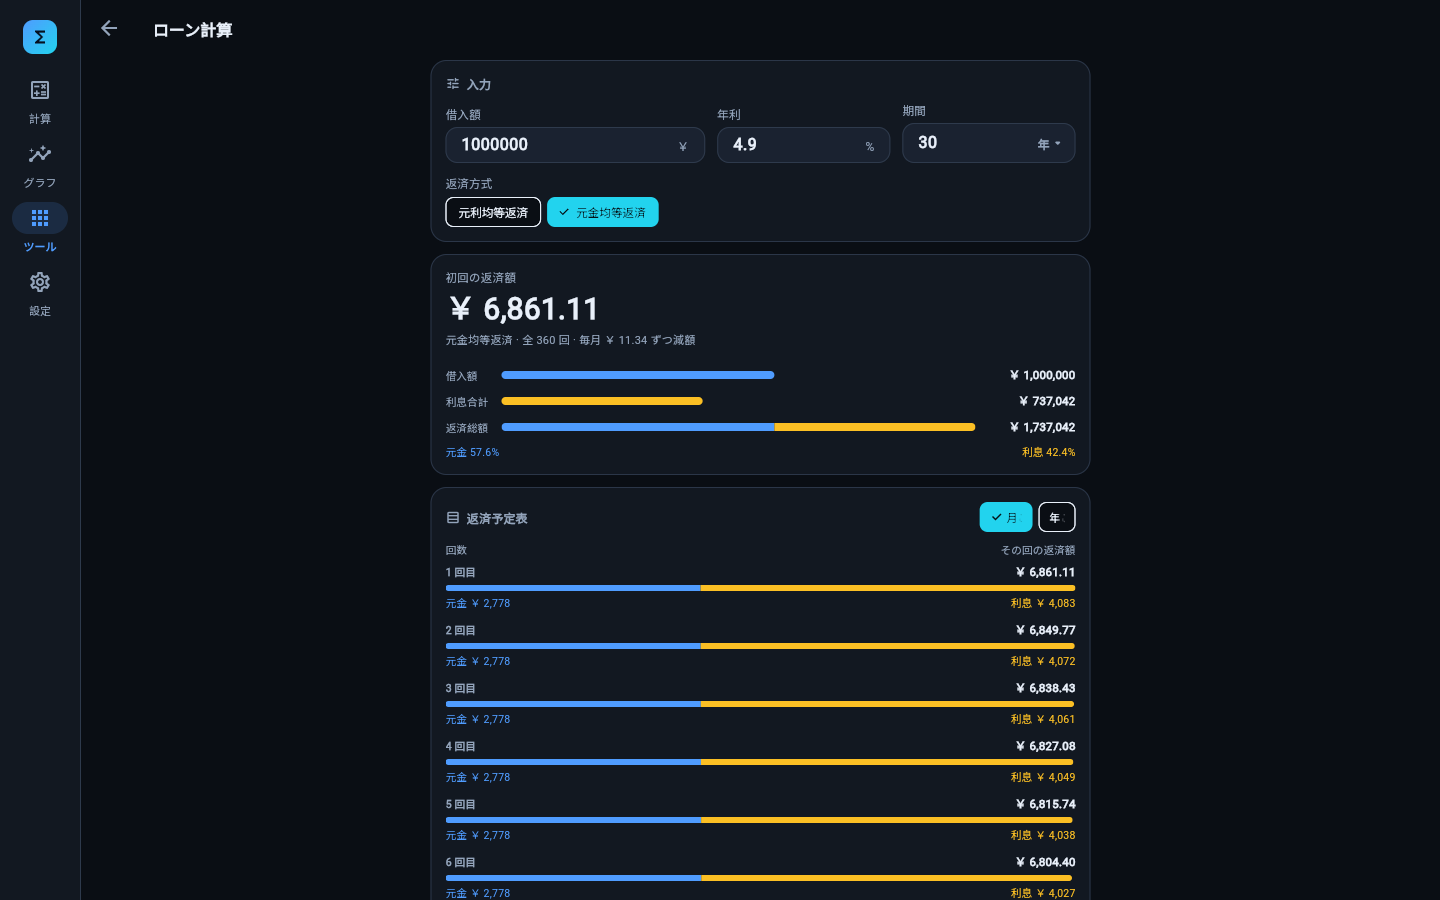 Σ
ローン計算
計算
グラフ
ツール
設定
入力
借入額
年利
期間
1000000 ¥
4.9 %
30 年
返済方式
元利均等返済
元金均等返済
初回の返済額
¥ 6,861.11
元金均等返済 · 全 360 回 · 毎月 ¥ 11.34 ずつ減額
借入額 ¥ 1,000,000
利息合計 ¥ 737,042
返済総額 ¥ 1,737,042
元金 57.6% 利息 42.4%
返済予定表
月
年
回数 その回の返済額
1 回目 ¥ 6,861.11
元金 ¥ 2,778 利息 ¥ 4,083
2 回目 ¥ 6,849.77
元金 ¥ 2,778 利息 ¥ 4,072
3 回目 ¥ 6,838.43
元金 ¥ 2,778 利息 ¥ 4,061
4 回目 ¥ 6,827.08
元金 ¥ 2,778 利息 ¥ 4,049
5 回目 ¥ 6,815.74
元金 ¥ 2,778 利息 ¥ 4,038
6 回目 ¥ 6,804.40
元金 ¥ 2,778 利息 ¥ 4,027